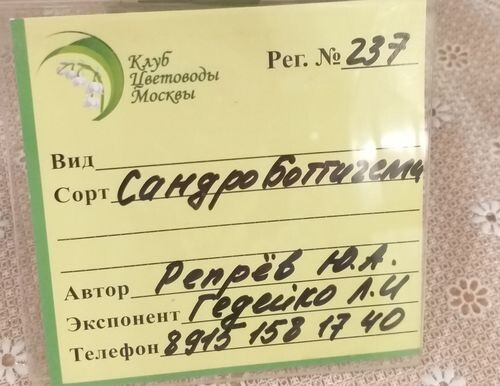 Клуб
Цветоводы
Москвы
Рег. № 237
Вид
Сорт Сандро Боттичелли
Автор Репрёв Ю.А.
Экспонент Гедейко Л.И
Телефон 8915 158 17 40